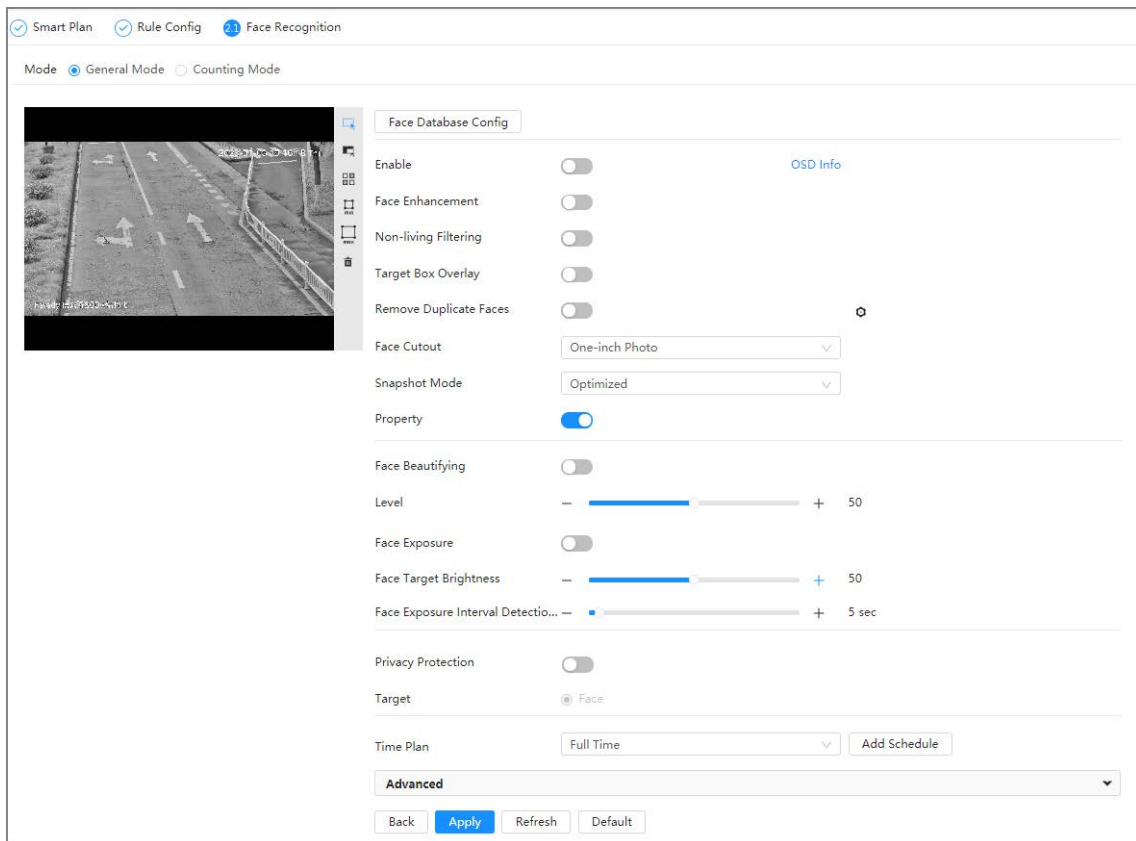 Smart Plan Rule Config 2.1 Face Recognition
Mode General Mode Counting Mode
Face Database Config
Enable OSD Info
Face Enhancement
Non-living Filtering
Target Box Overlay
Remove Duplicate Faces
Face Cutout One-inch Photo
Snapshot Mode Optimized
Property
Face Beautifying
Level − 50 +
Face Exposure
Face Target Brightness − + 50
Face Exposure Interval Detectio... − + 5 sec
Privacy Protection
Target Face
Time Plan Full Time Add Schedule
Advanced
Back Apply Refresh Default